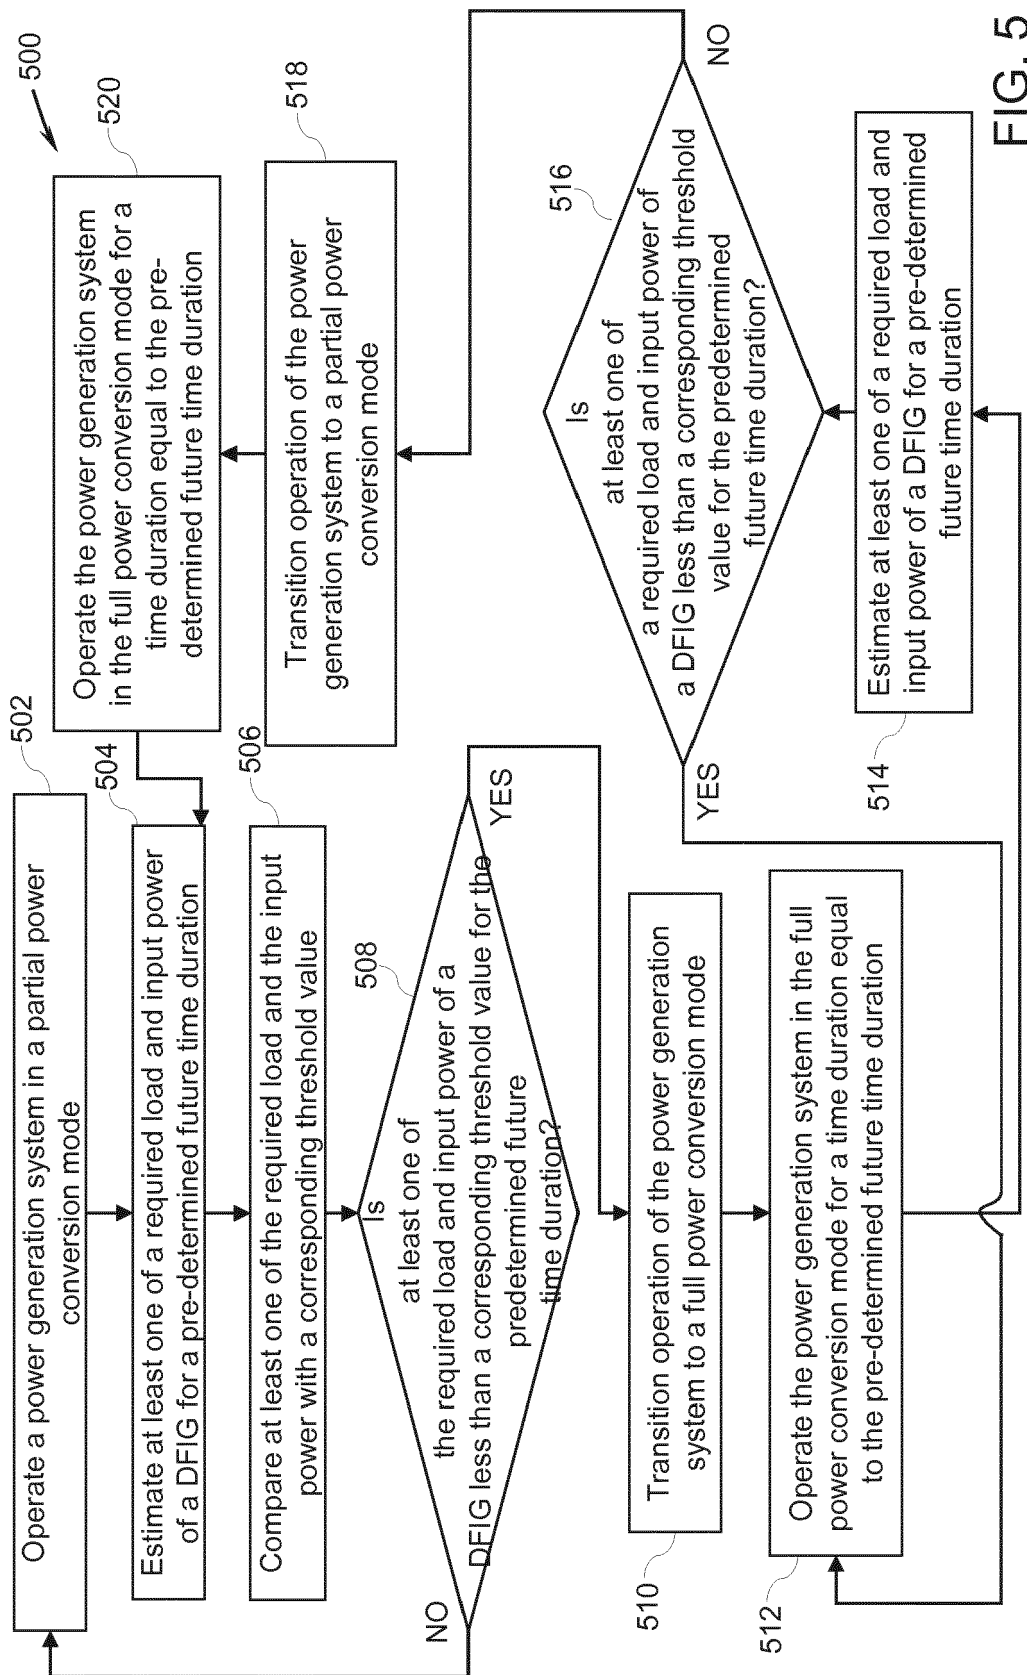 500
502
Operate a power generation system in a partial power
conversion mode
504
Estimate at least one of a required load and input power
of a DFIG for a pre-determined future time duration
506
Compare at least one of the required load and the input
power with a corresponding threshold value
508
Is
at least one of
the required load and input power of a
DFIG less than a corresponding threshold value for the
predetermined future
time duration?
NO
YES
510
Transition operation of the power generation
system to a full power conversion mode
512
Operate the power generation system in the full
power conversion mode for a time duration equal
to the pre-determined future time duration
514
Estimate at least one of a required load and
input power of a DFIG for a pre-determined
future time duration
516
Is
at least one of
a required load and input power of
a DFIG less than a corresponding threshold
value for the predetermined
future time duration?
YES
NO
518
Transition operation of the power
generation system to a partial power
conversion mode
520
Operate the power generation system
in the full power conversion mode for a
time duration equal to the pre-
determined future time duration
FIG. 5